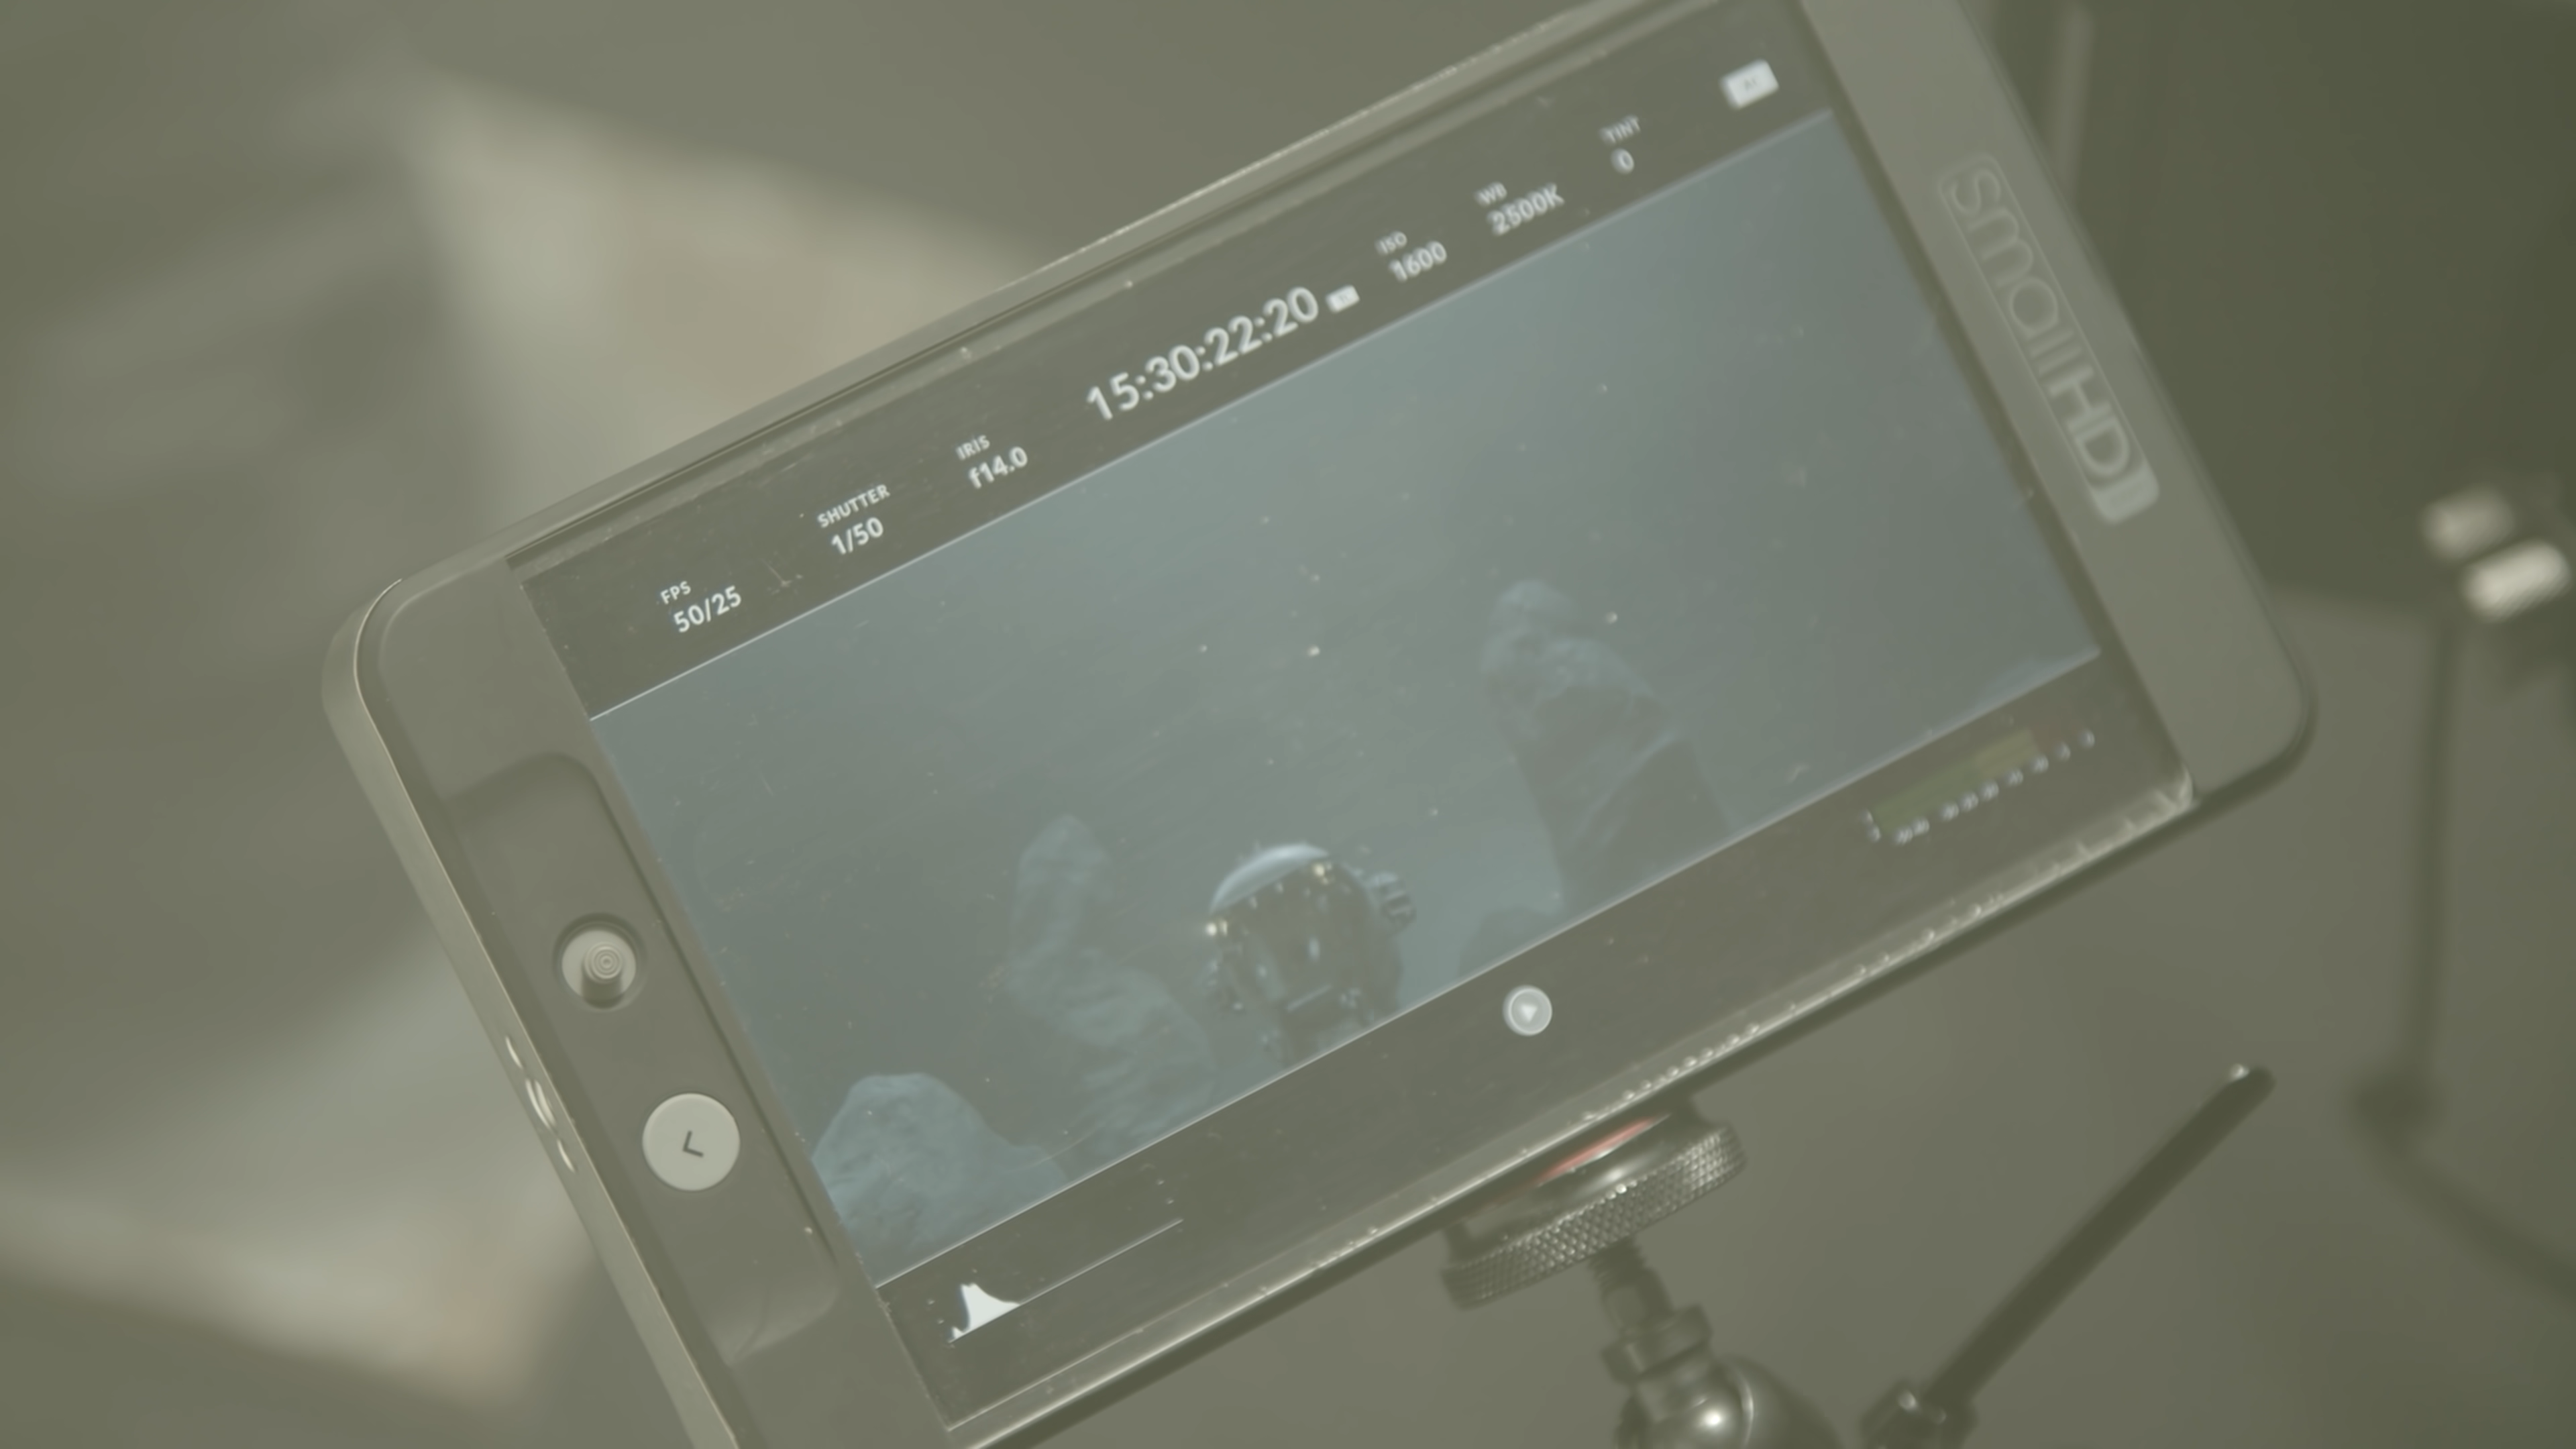 FPS
50/25
SHUTTER
1/50
IRIS
f14.0
15:30:22:20
ISO
1600
WB
2500K
TINT
0
smallHD